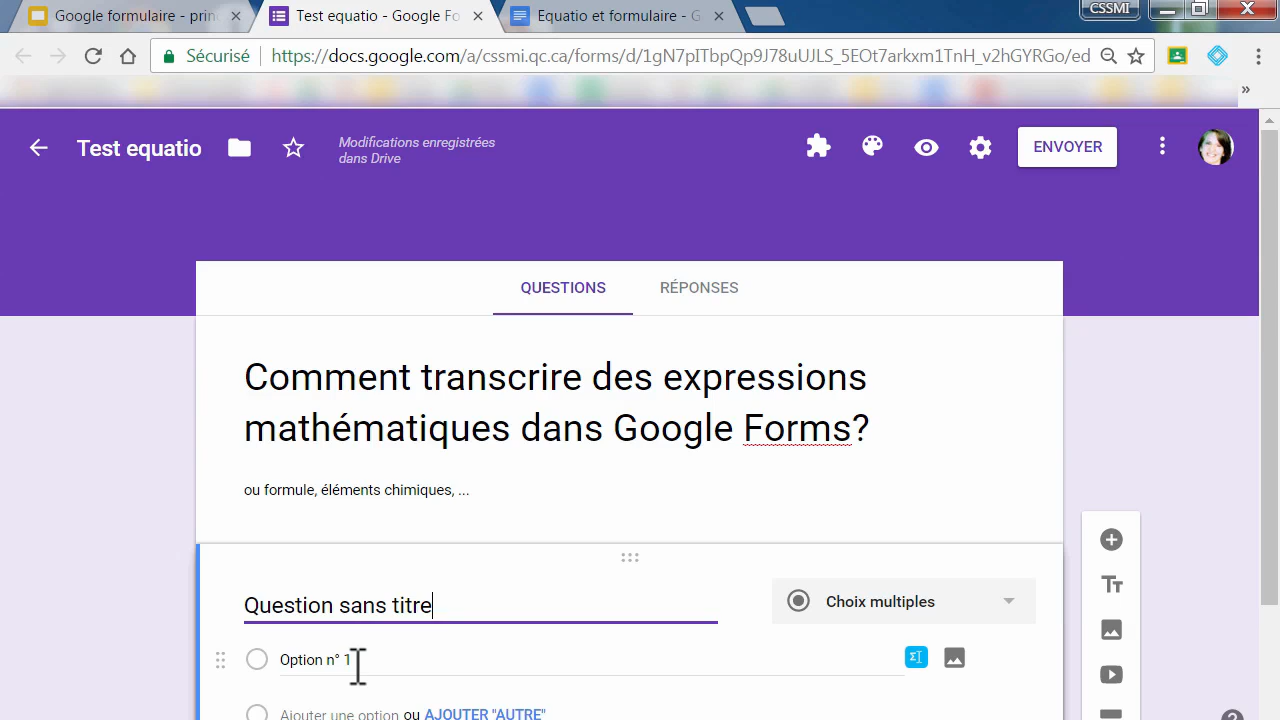 Google formulaire - prin
Test equatio - Google Fo
Equatio et formulaire - G
CSSMI
Sécurisé
https://docs.google.com/a/cssmi.qc.ca/forms/d/1gN7pITbpQp9J78uUJLS_5EOt7arkxm1TnH_v2hGYRGo/ed
»
Test equatio
Modifications enregistrées
dans Drive
ENVOYER
QUESTIONS
RÉPONSES
Comment transcrire des expressions
mathématiques dans Google Forms?
ou formule, éléments chimiques, ...
Question sans titre
Choix multiples
Option n° 1
Ajouter une option ou AJOUTER "AUTRE"
Tт